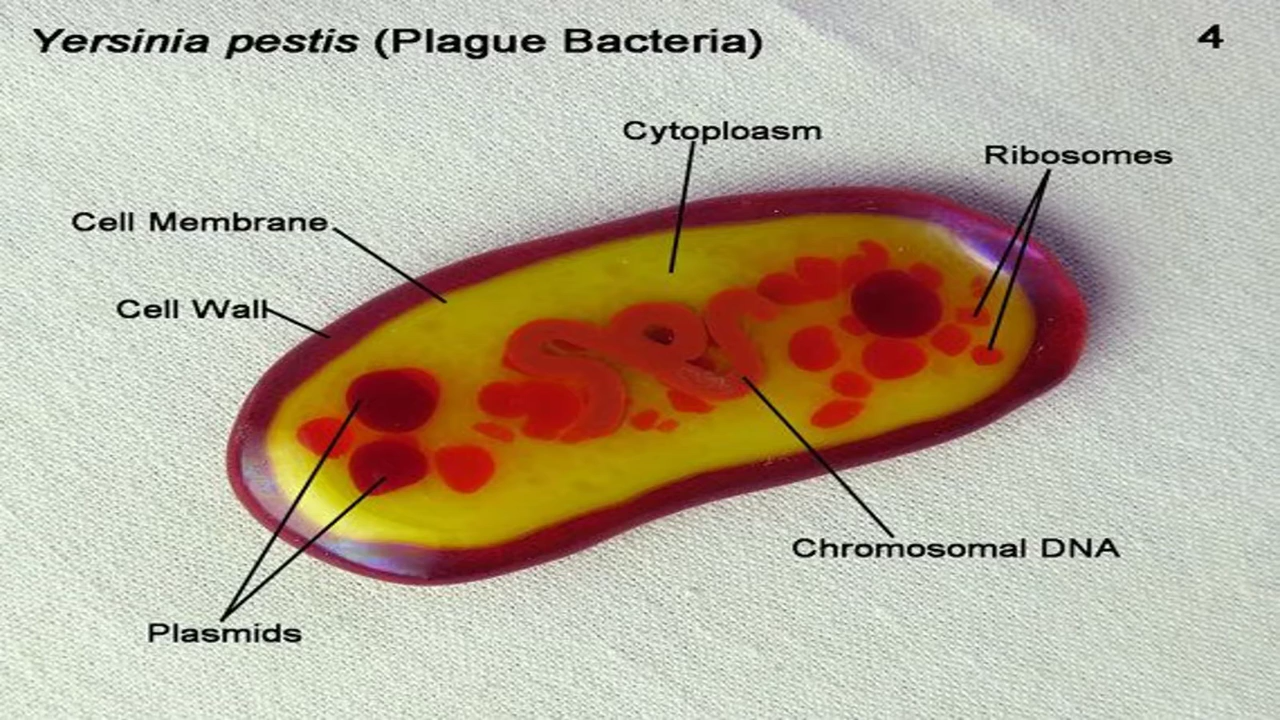 Yersinia pestis (Plague Bacteria)
4
Cytoploasm
Ribosomes
Cell Membrane
Cell Wall
Chromosomal DNA
Plasmids